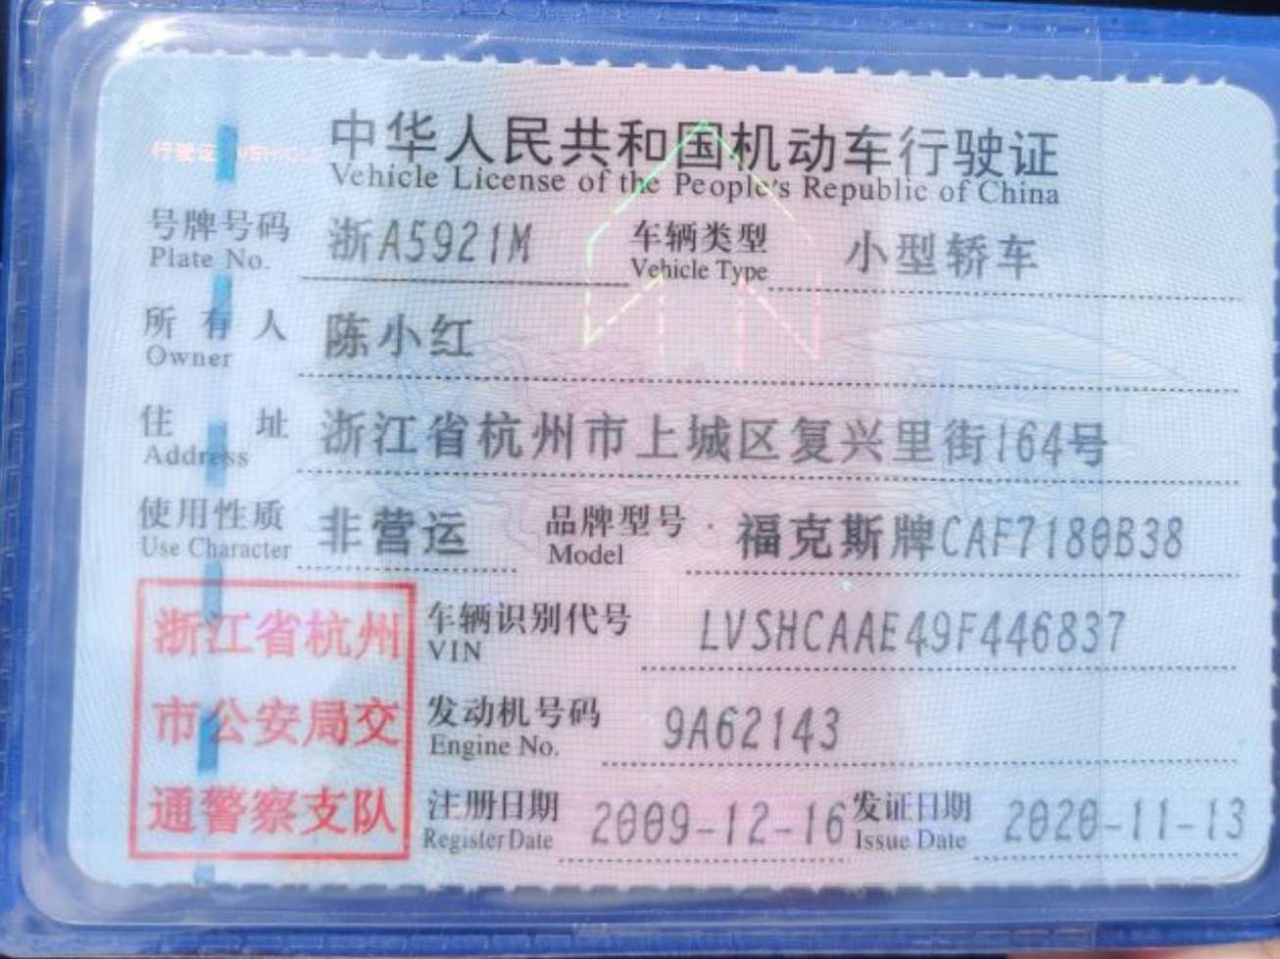 行驶证 VEHICLE
中华人民共和国机动车行驶证
Vehicle License of the People's Republic of China
号牌号码 浙A5921M 车辆类型 小型轿车
Plate No. Vehicle Type
所有人 陈小红
Owner
住址 浙江省杭州市上城区复兴里街164号
Address
使用性质 非营运 品牌型号 福克斯牌CAF7180B38
Use Character Model
浙江省杭州
市公安局交
通警察支队
车辆识别代号 LVSHCAAE49F446837
VIN
发动机号码 9A62143
Engine No.
注册日期 2009-12-16 发证日期 2020-11-13
Register Date Issue Date